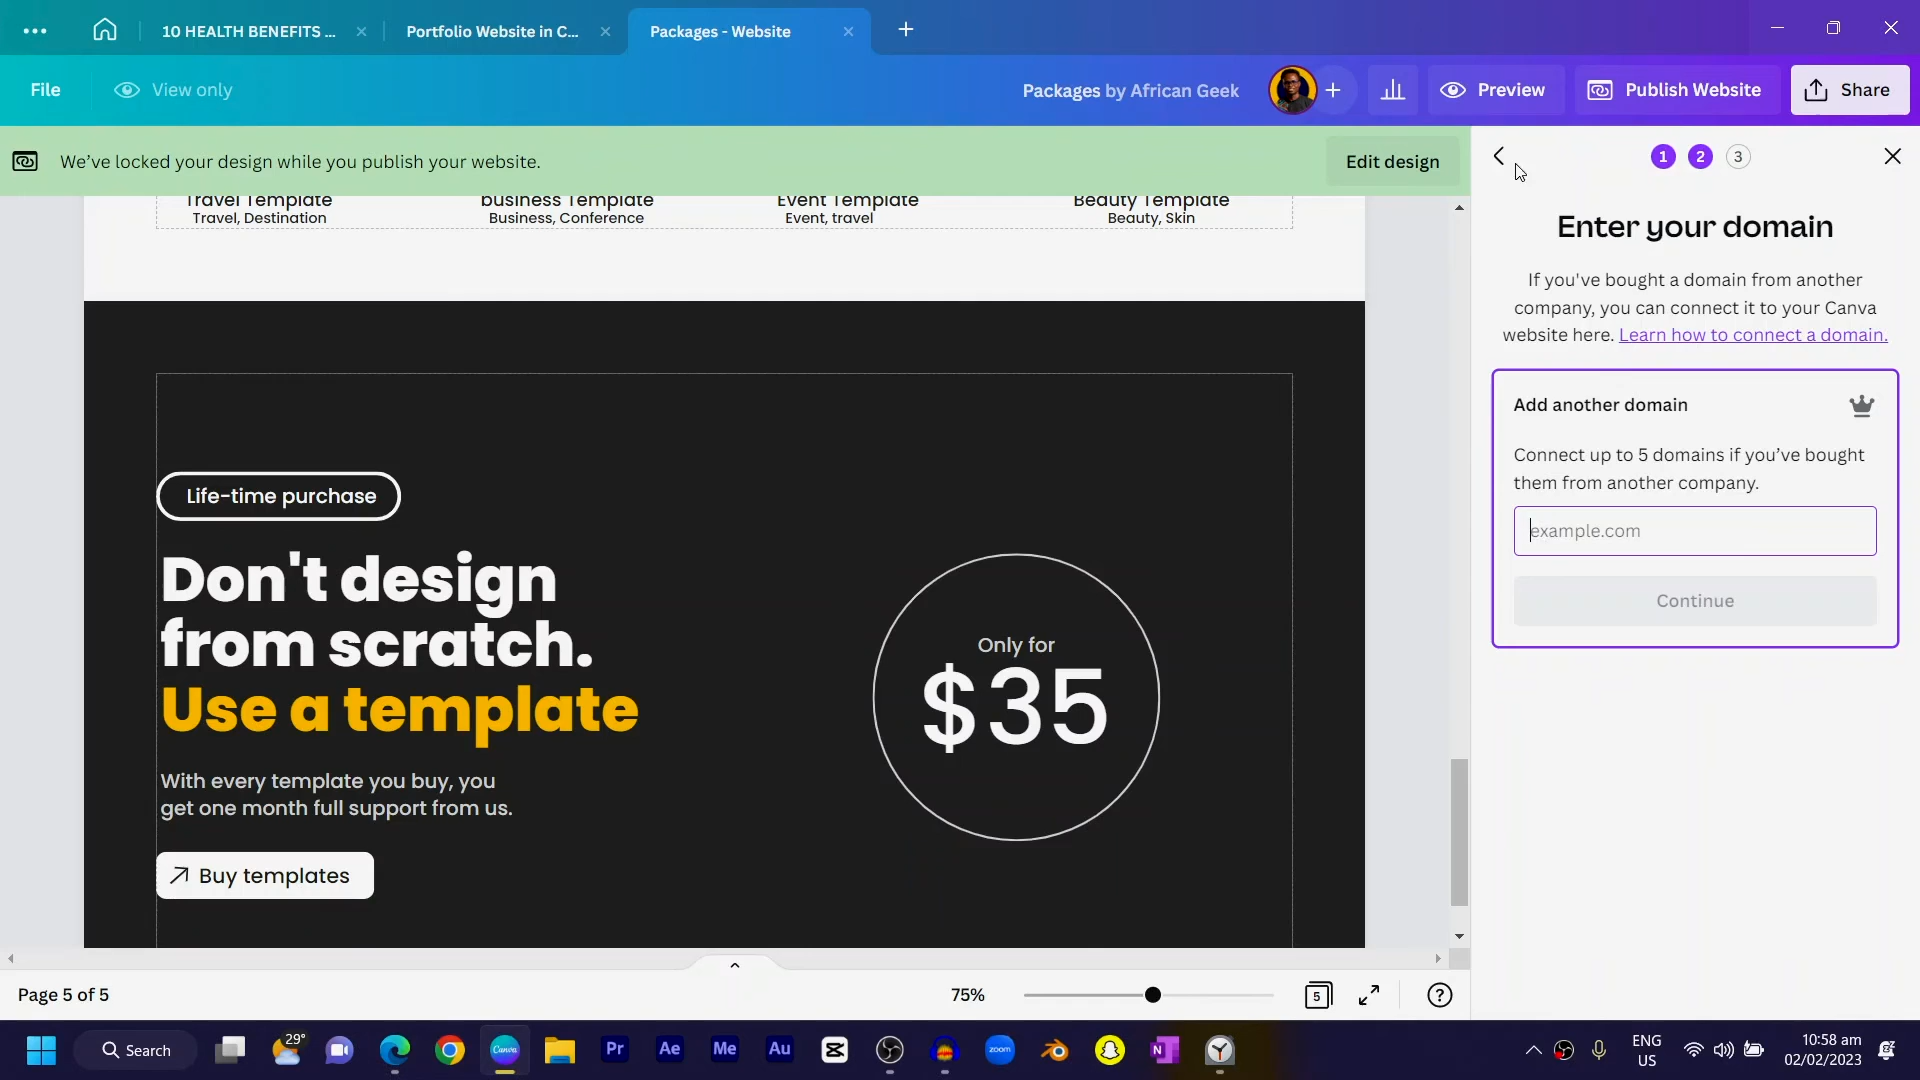 10 HEALTH BENEFITS ...
Portfolio Website in C...
Packages - Website
File
View only
Packages by African Geek
Preview
Publish Website
Share
We've locked your design while you publish your website.
Edit design
1
2
3
Travel Template
business Template
Event Template
Beauty Template
Travel, Destination
Business, Conference
Event, travel
Beauty, Skin
Life-time purchase
Don't design
from scratch.
Use a template
With every template you buy, you
get one month full support from us.
Buy templates
Only for
$35
Enter your domain
If you've bought a domain from another
company, you can connect it to your Canva
website here. Learn how to connect a domain.
Add another domain
Connect up to 5 domains if you've bought
them from another company.
example.com
Continue
Page 5 of 5
75%
5
?
Search
29°
Canva
Pr
Ae
Me
Au
zoom
N
ENG
US
10:58 am
02/02/2023